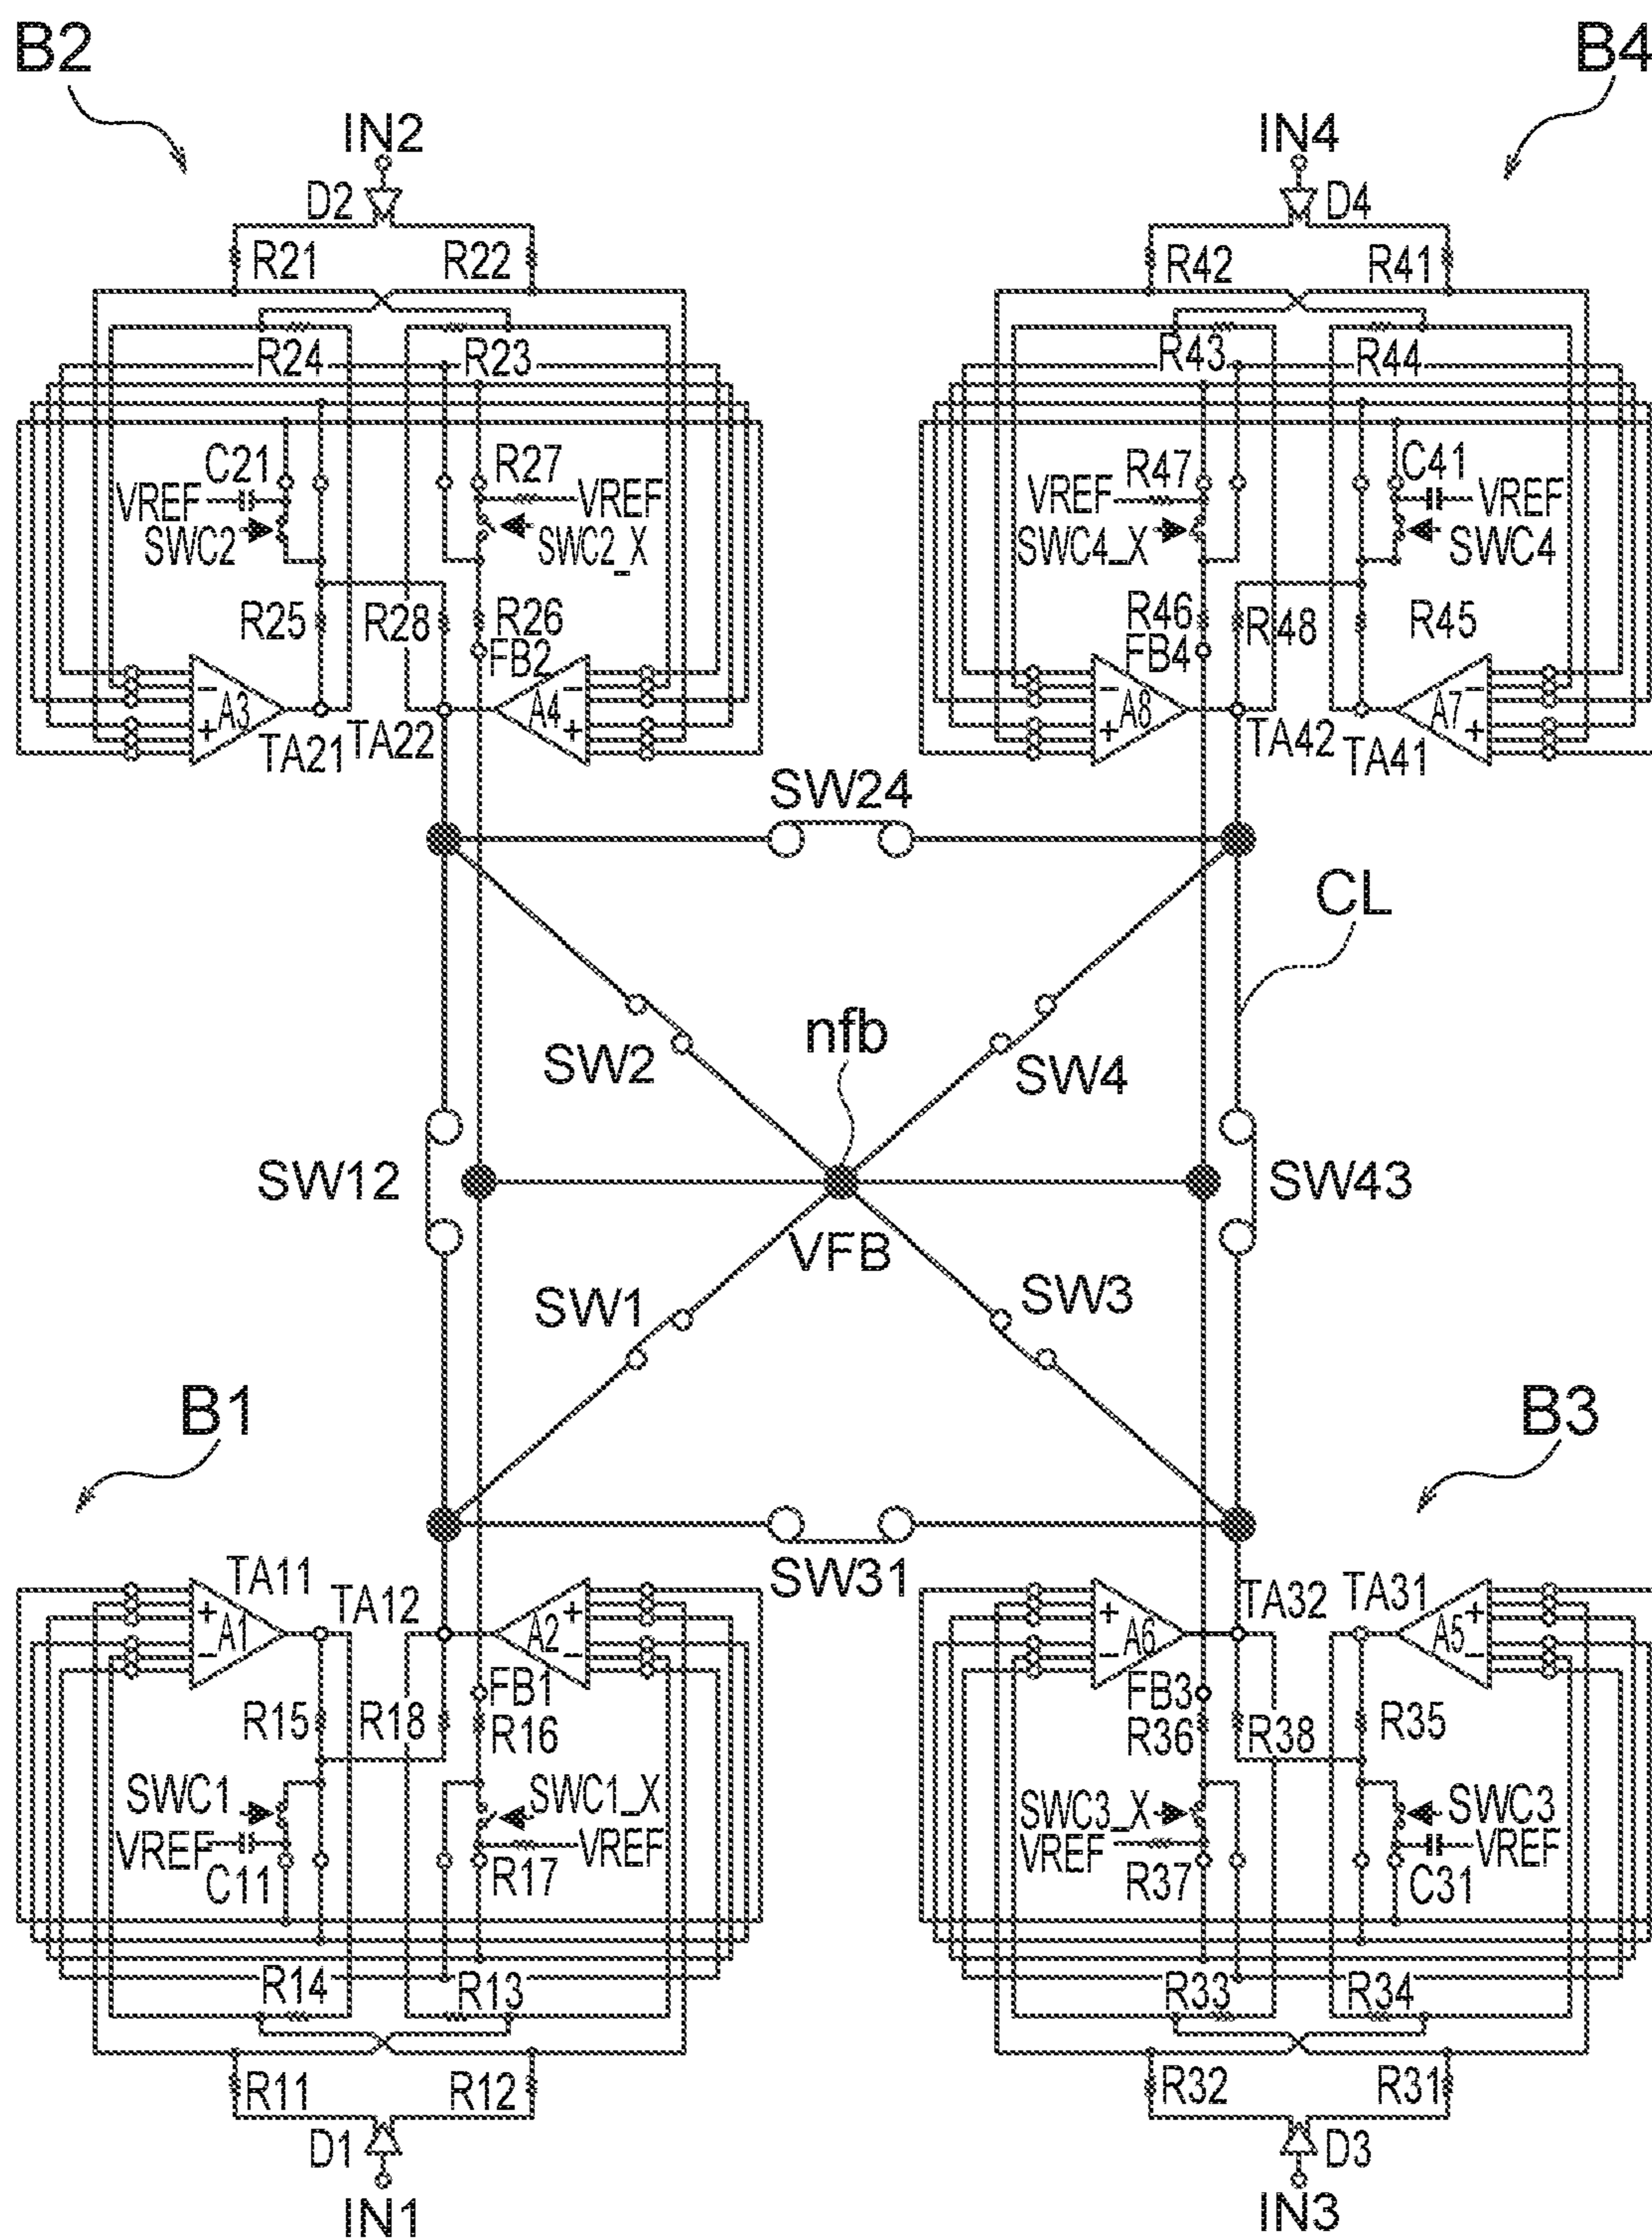 B2
B4
IN2
IN4
D2
D4
R21
R22
R42
R41
R24
R23
R43
R44
C21
R27
R47
C41
VREF
VREF
VREF
VREF
SWC2
SWC2_X
SWC4_X
SWC4
R25
R28
R26
R46
R48
R45
FB2
FB4
−
−
−
−
A3
A4
A8
A7
+
+
+
+
TA21
TA22
TA42
TA41
SW24
CL
nfb
SW2
SW4
SW12
SW43
VFB
SW1
SW3
B1
B3
SW31
TA11
TA12
TA32
TA31
+
+
+
+
A1
A2
A6
A5
−
−
−
−
FB1
FB3
R15
R18
R16
R36
R38
R35
SWC1
SWC1_X
SWC3_X
SWC3
VREF
VREF
VREF
VREF
C11
R17
R37
C31
R14
R13
R33
R34
R11
R12
R32
R31
D1
D3
IN1
IN3